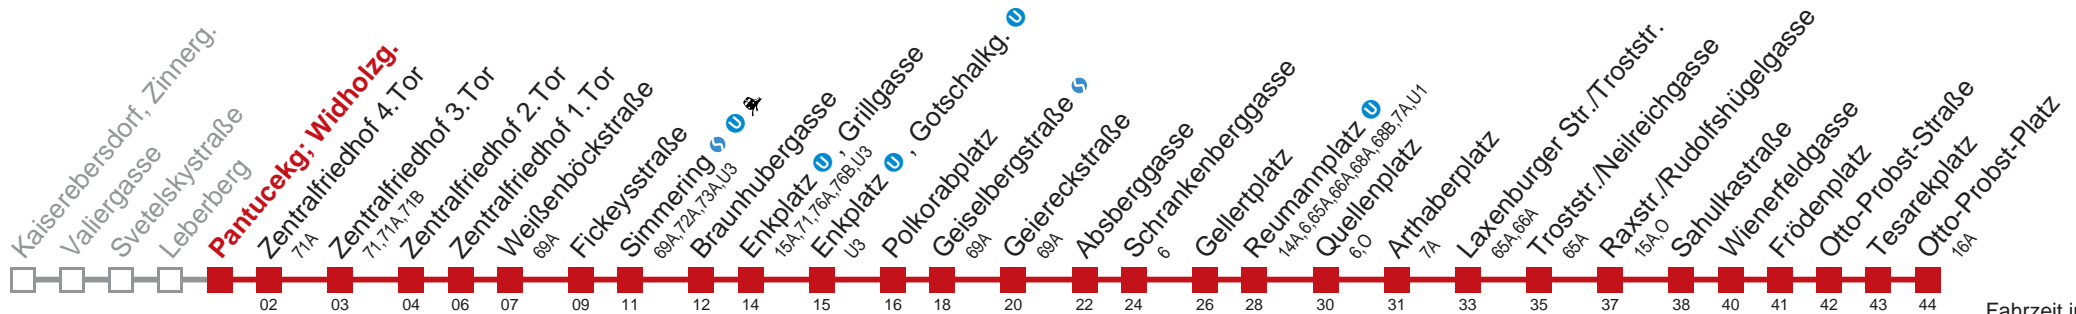 Kaiserebersdorf, Zinnerg.
Valiergasse
Svetelskystraße
Leberberg
Pantucekg; Widholzg.
Zentralfriedhof 4.Tor
71A
Zentralfriedhof 3.Tor
71,71A,71B
Zentralfriedhof 2.Tor
Zentralfriedhof 1.Tor
Weißenböckstraße
69A
Fickeysstraße
Simmering S U
69A,72A,73A,U3
Braunhubergasse
Enkplatz U , Grillgasse
15A,71,76A,76B,U3
Enkplatz U , Gotschalkg. U
U3
Polkorabplatz
Geiselbergstraße S
69A
Geiereckstraße
69A
Absberggasse
Schrankenberggasse
6
Gellertplatz
Reumannplatz U
14A,6,65A,66A,68A,68B,7A,U1
Quellenplatz
6,O
Arthaberplatz
7A
Laxenburger Str./Troststr.
65A,66A
Troststr./Neilreichgasse
65A
Raxstr./Rudolfshügelgasse
15A,O
Sahulkastraße
Wienerfeldgasse
Frödenplatz
Otto-Probst-Straße
Tesarekplatz
Otto-Probst-Platz
16A
02 03 04 06 07 09 11 12 14 15 16 18 20 22 24 26 28 30 31 33 35 37 38 40 41 42 43 44
Fahrzeit